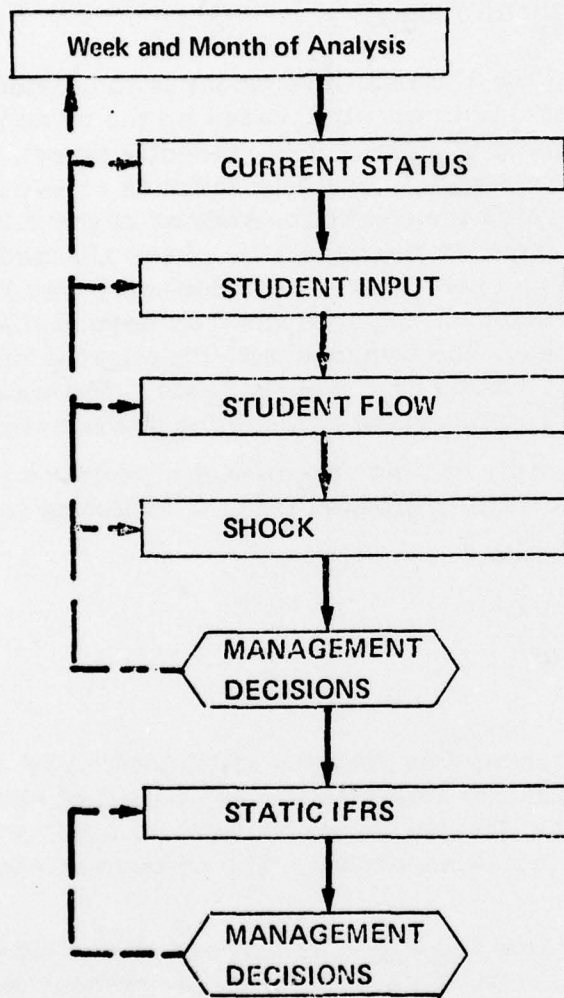 Week and Month of Analysis
CURRENT STATUS
STUDENT INPUT
STUDENT FLOW
SHOCK
MANAGEMENT
DECISIONS
STATIC IFRS
MANAGEMENT
DECISIONS